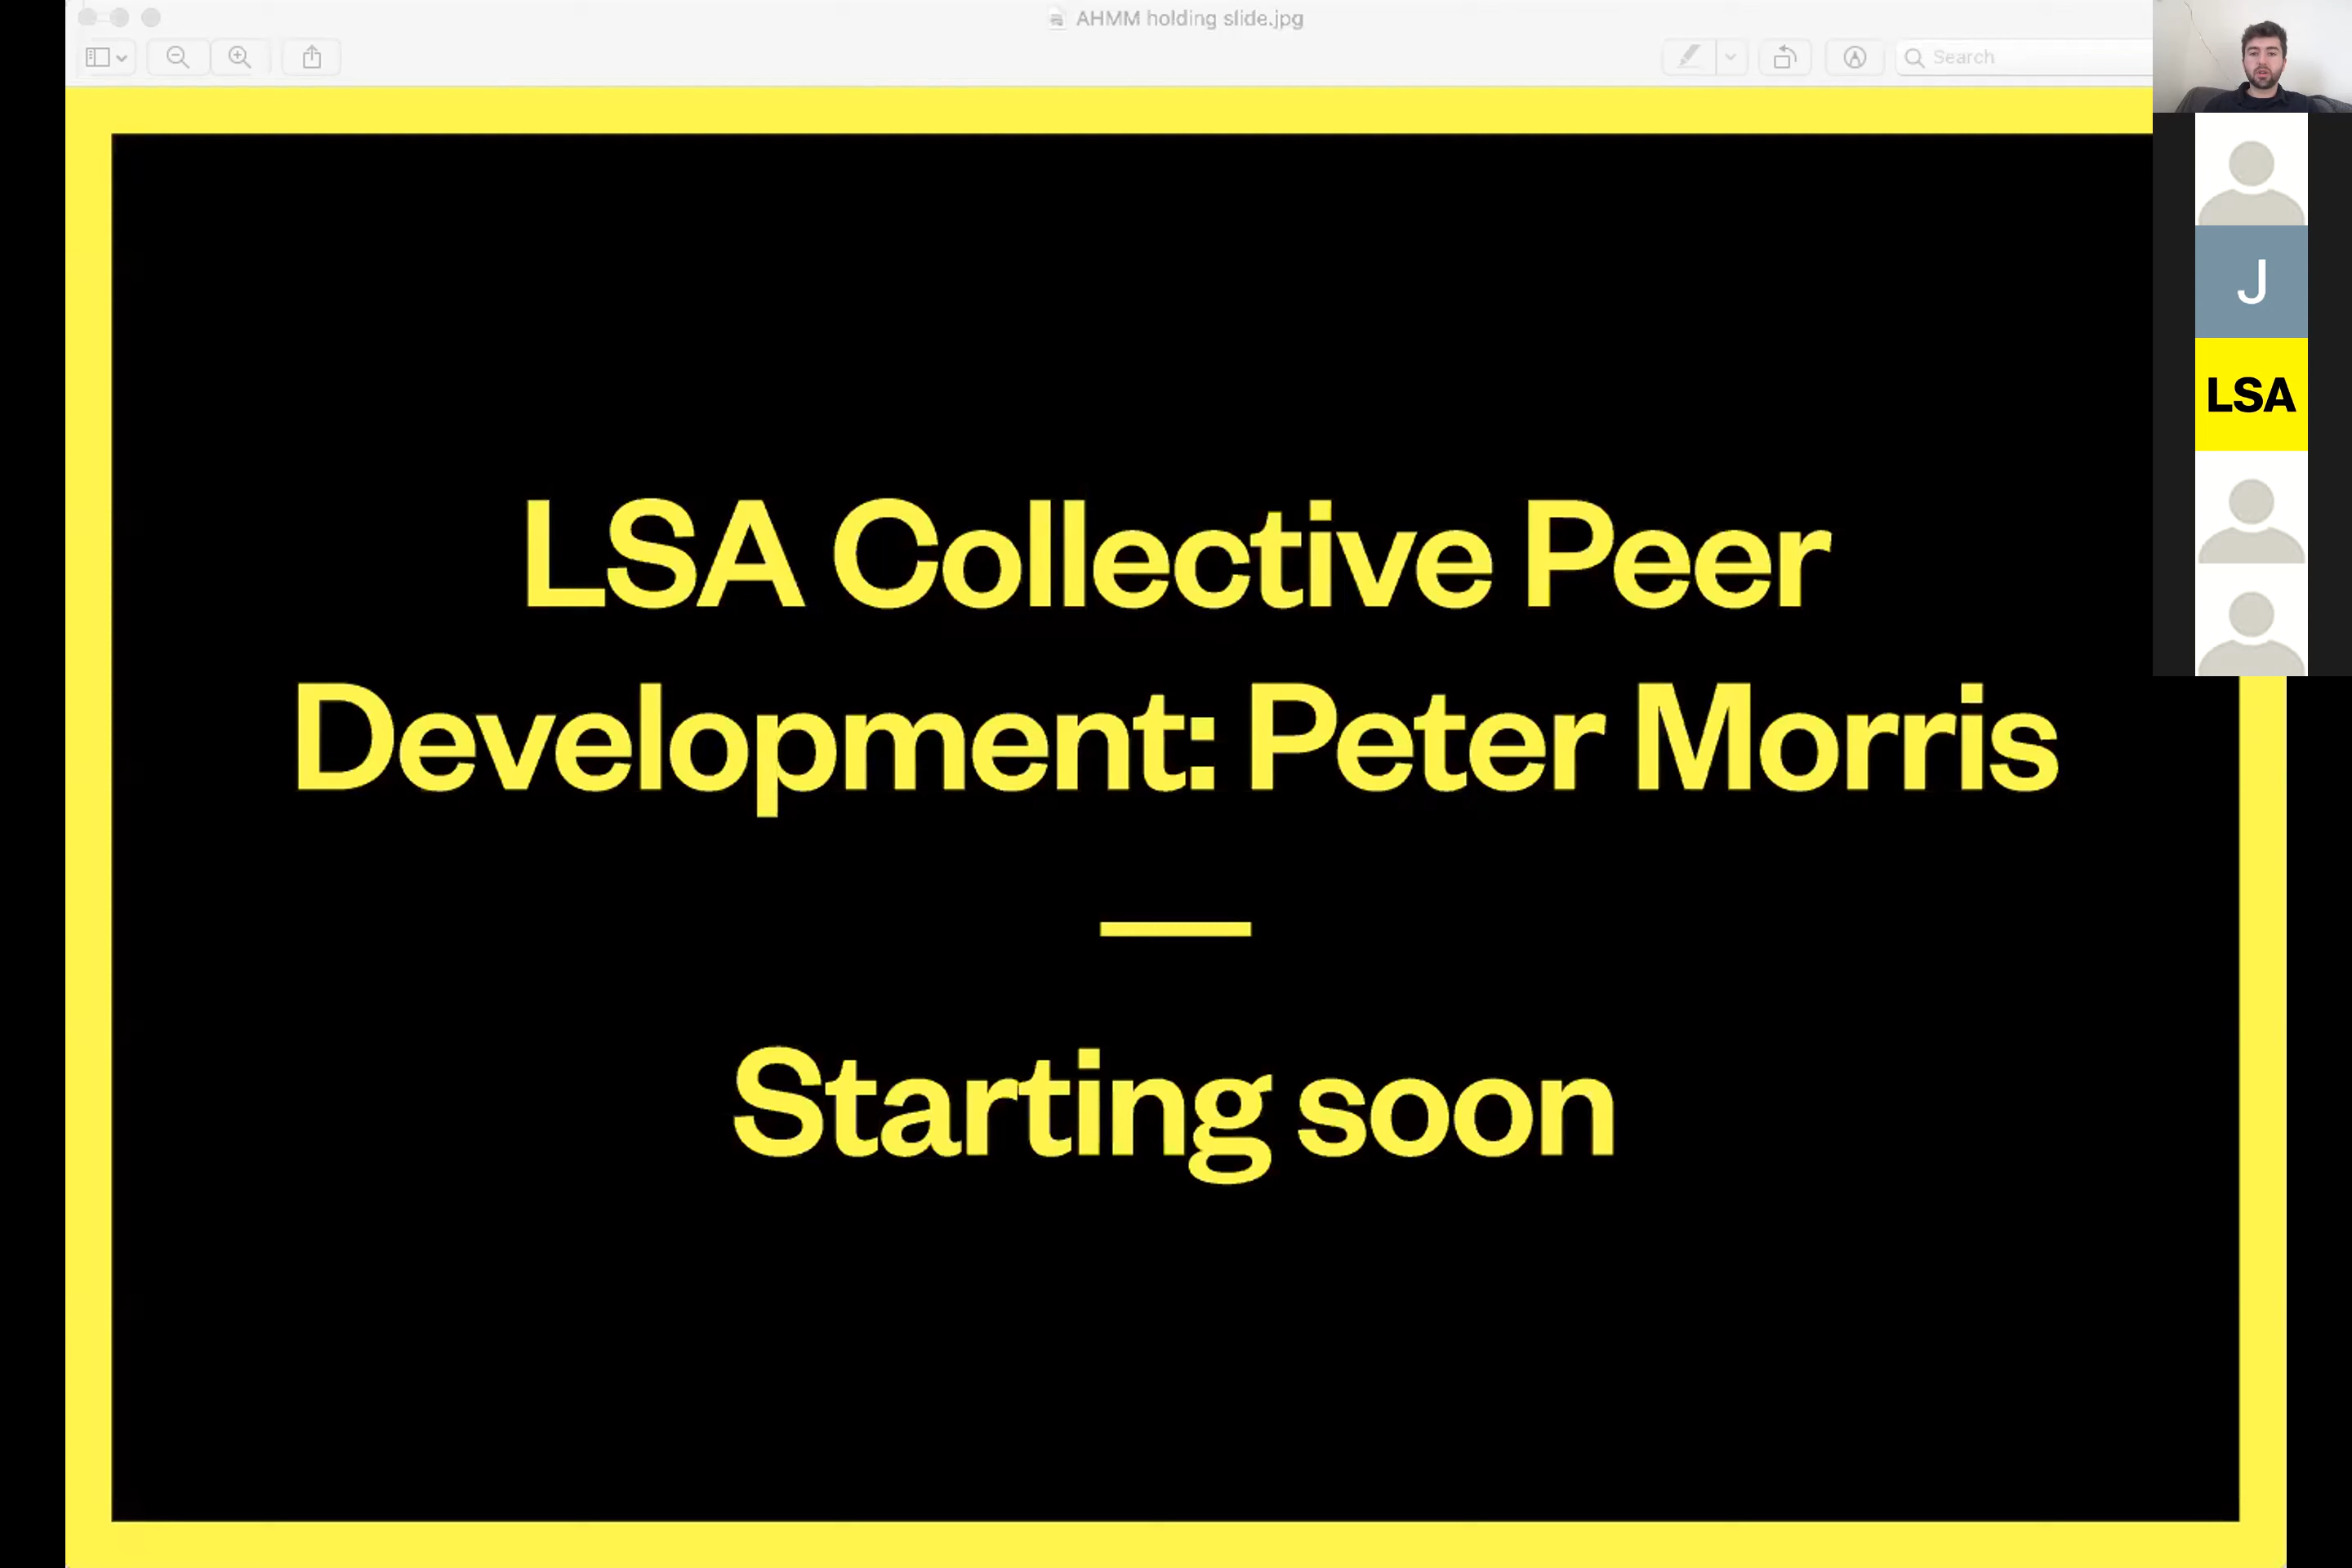 AHMM holding slide.jpg
Search
J
LSA
LSA Collective Peer
Development: Peter Morris
Starting soon